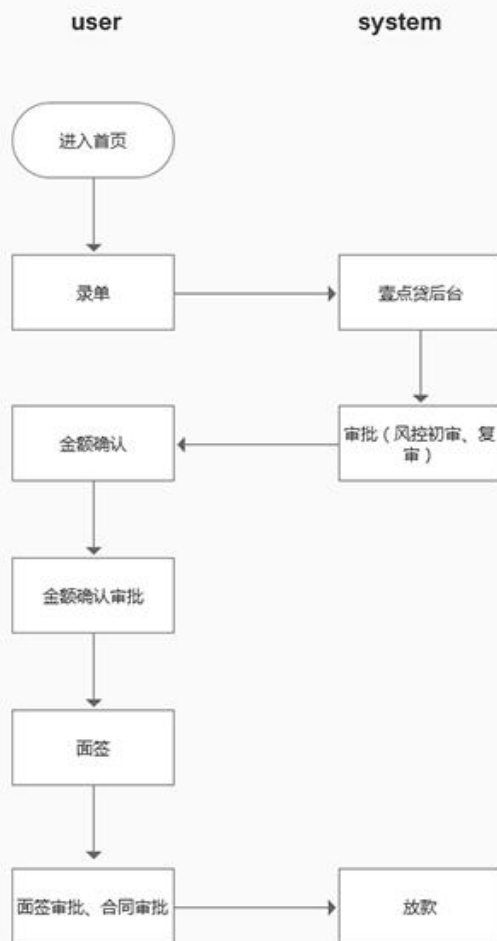 user
system
进入首页
录单
壹点贷后台
金额确认
审批（风控初审、复
审）
金额确认审批
面签
面签审批、合同审批
放款